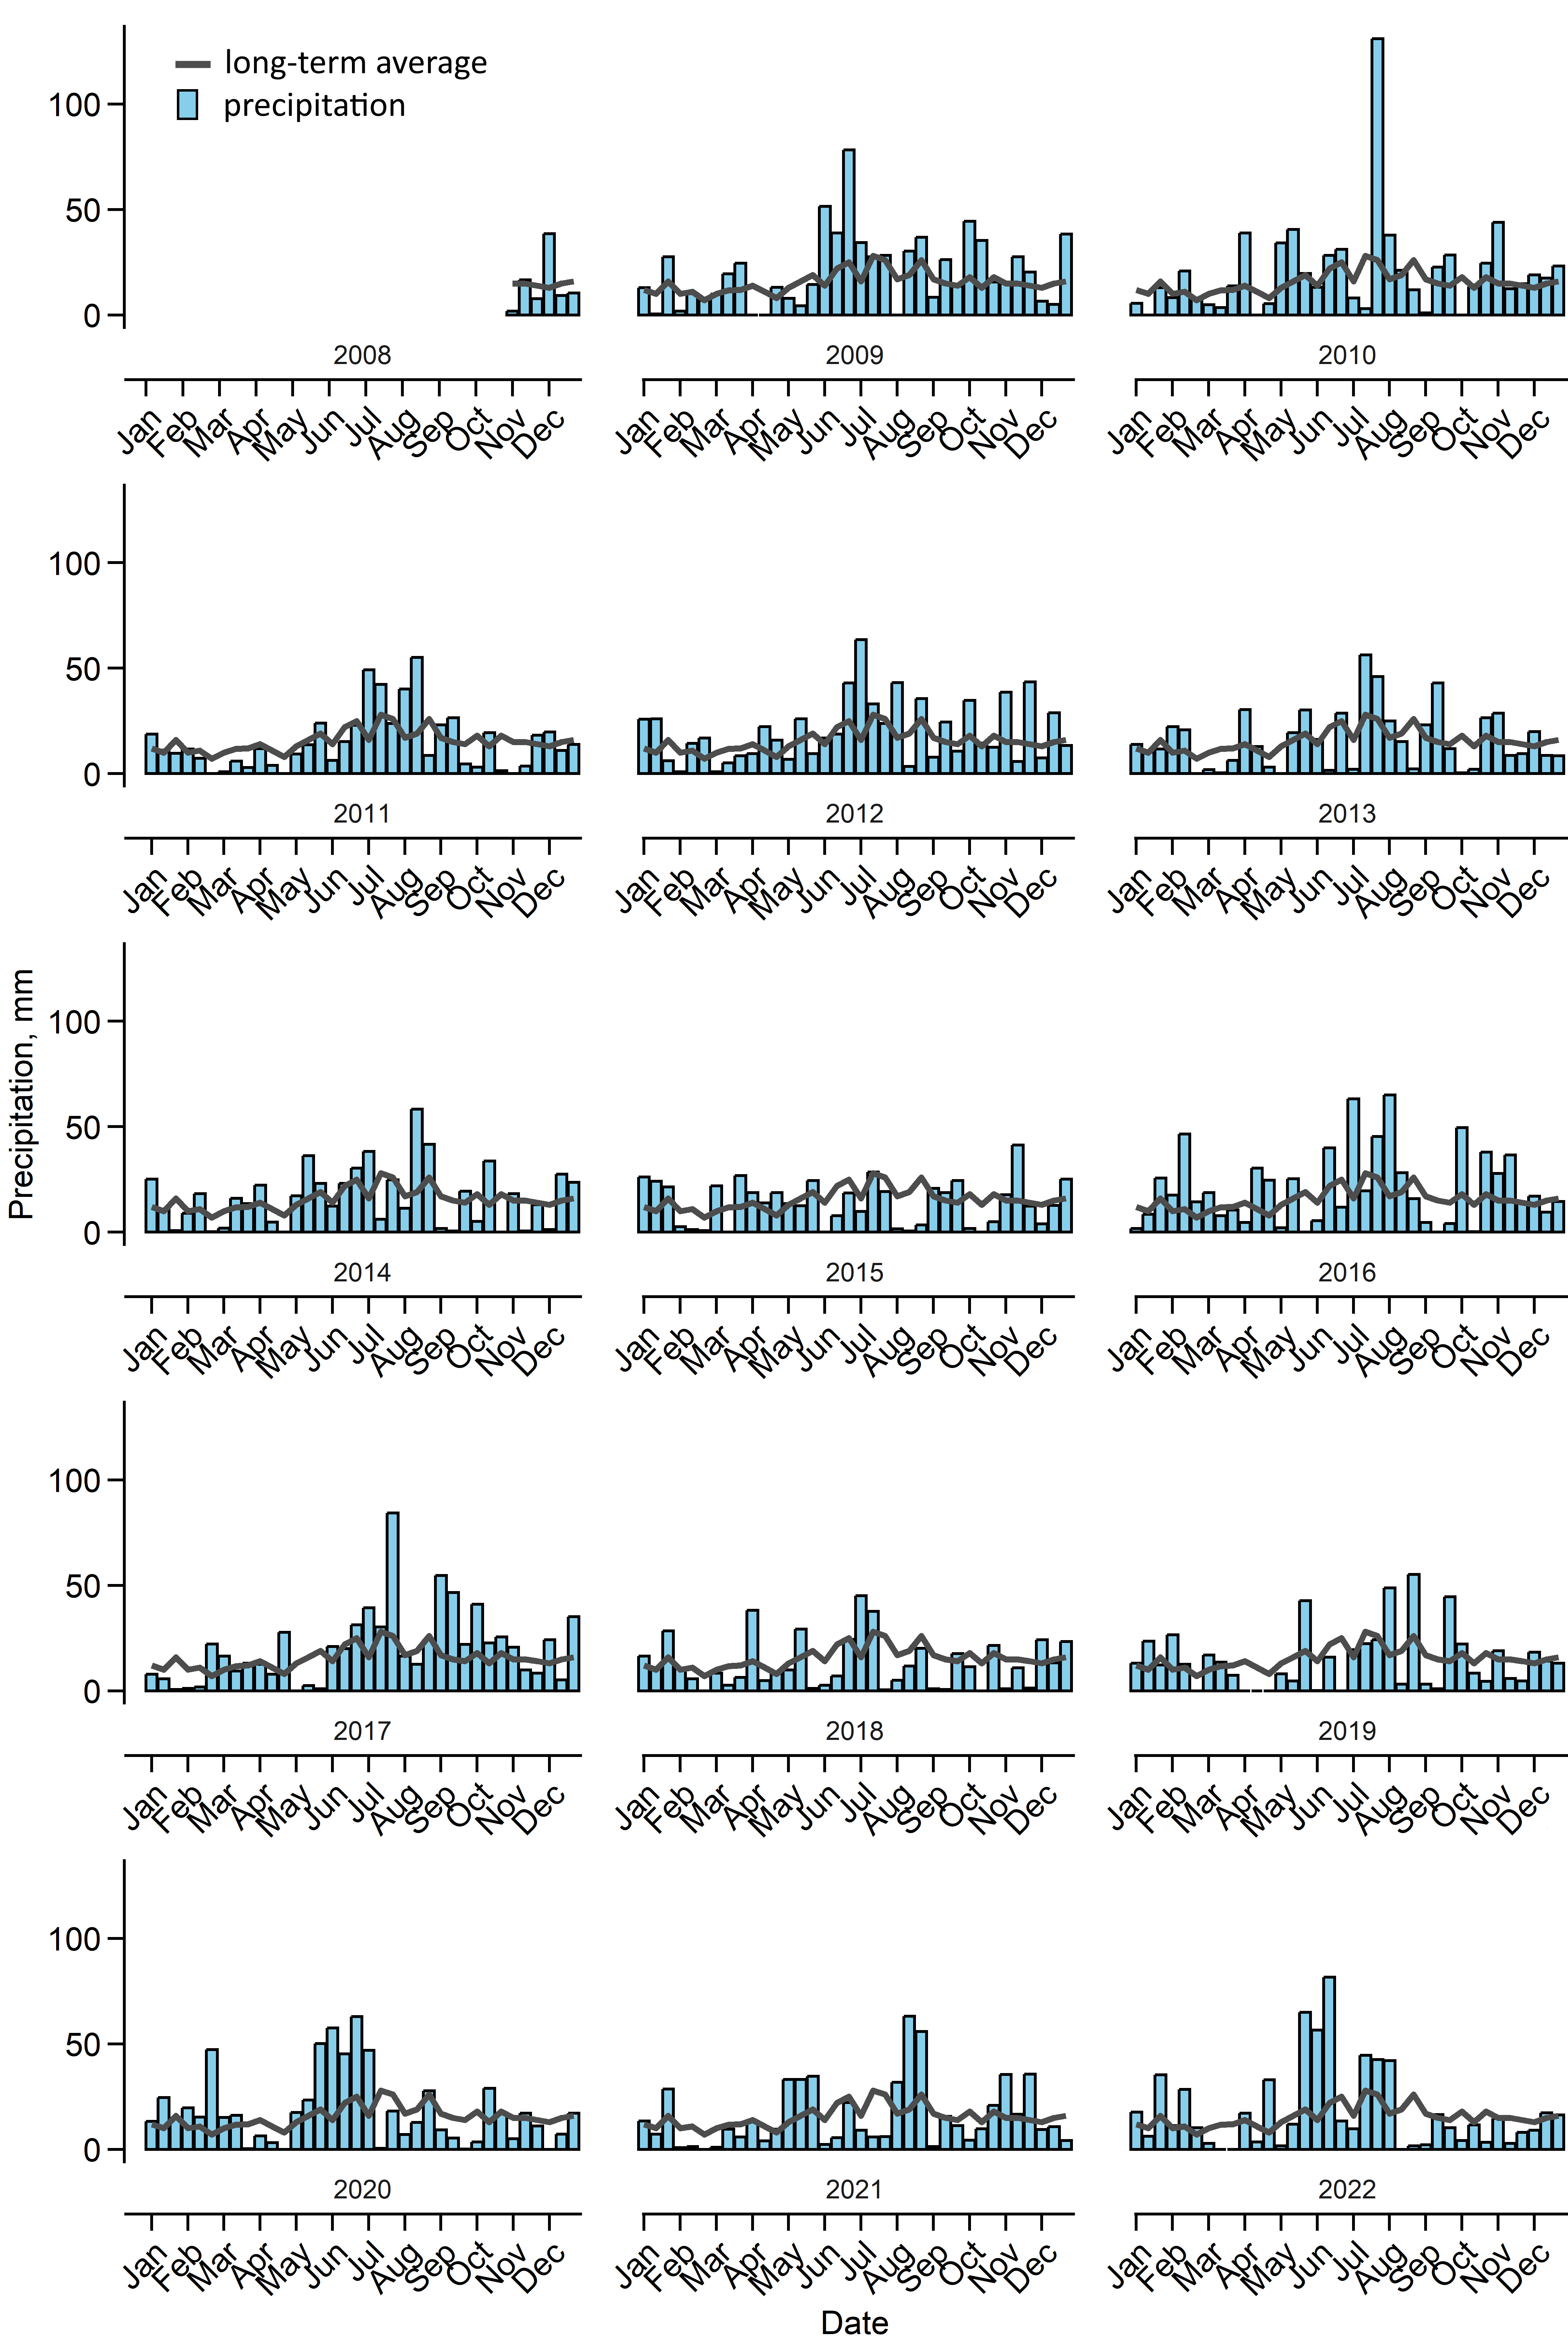 long-term average
precipitation
100
50
0
2008
2009
2010
Jan Feb Mar Apr May Jun Jul Aug Sep Oct Nov Dec
Jan Feb Mar Apr May Jun Jul Aug Sep Oct Nov Dec
Jan Feb Mar Apr May Jun Jul Aug Sep Oct Nov Dec
100
50
0
2011
2012
2013
Jan Feb Mar Apr May Jun Jul Aug Sep Oct Nov Dec
Jan Feb Mar Apr May Jun Jul Aug Sep Oct Nov Dec
Jan Feb Mar Apr May Jun Jul Aug Sep Oct Nov Dec
Precipitation, mm
100
50
0
2014
2015
2016
Jan Feb Mar Apr May Jun Jul Aug Sep Oct Nov Dec
Jan Feb Mar Apr May Jun Jul Aug Sep Oct Nov Dec
Jan Feb Mar Apr May Jun Jul Aug Sep Oct Nov Dec
100
50
0
2017
2018
2019
Jan Feb Mar Apr May Jun Jul Aug Sep Oct Nov Dec
Jan Feb Mar Apr May Jun Jul Aug Sep Oct Nov Dec
Jan Feb Mar Apr May Jun Jul Aug Sep Oct Nov Dec
100
50
0
2020
2021
2022
Jan Feb Mar Apr May Jun Jul Aug Sep Oct Nov Dec
Jan Feb Mar Apr May Jun Jul Aug Sep Oct Nov Dec
Jan Feb Mar Apr May Jun Jul Aug Sep Oct Nov Dec
Date